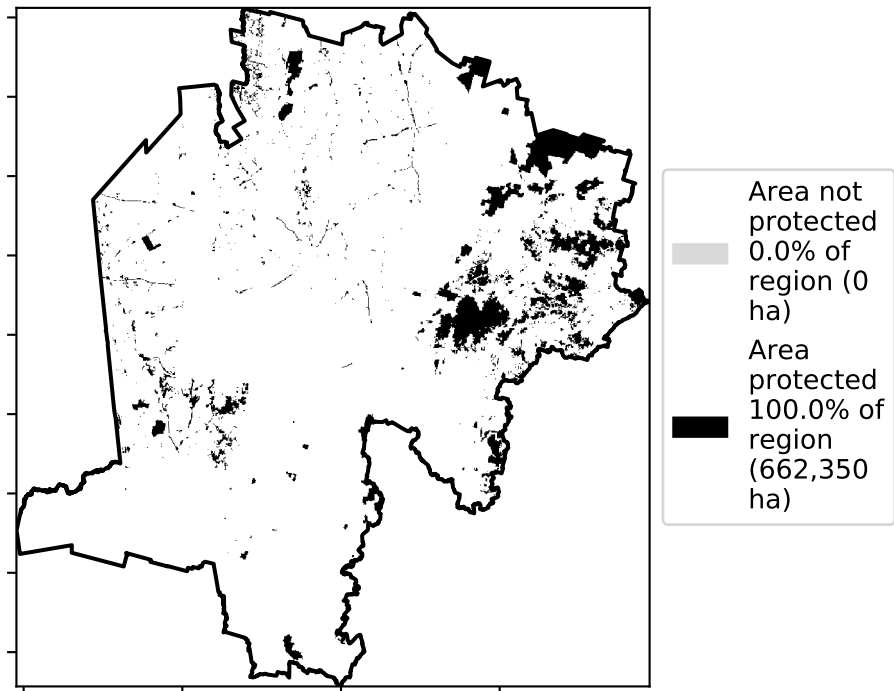 Area not
protected
0.0% of
region (0
ha)
Area
protected
100.0% of
region
(662,350
ha)